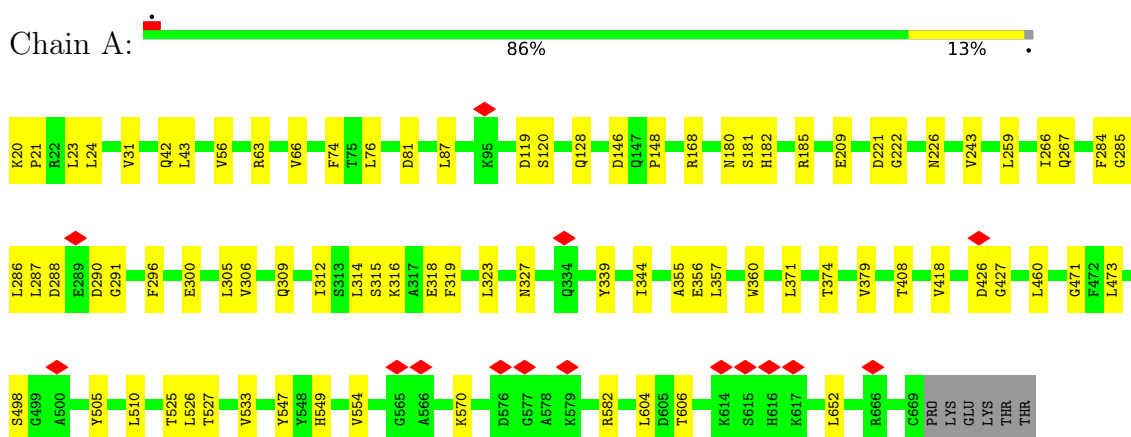 Chain A:
86% 13%
K20 P21 R22 L23 L24 V31 Q42 L43 V56 R63 V66 F74 T75 L76 D81 L87 K95 D119 S120 Q128 D146 Q147 P148 R168 N180 S181 H182 R185 E209 D221 G222 N226 V243 L259 I266 Q267 F284 G285
L286 L287 D288 E289 D290 G291 F296 E300 L305 V306 Q309 I312 S313 L314 S315 K316 A317 E318 F319 L323 N327 Q334 Y339 I344 A355 E356 L357 W360 L371 T374 V379 T408 V418 D426 G427 L460 G471 F472 L473
S498 G499 A500 Y505 L510 T525 L526 T527 V533 Y547 Y548 H549 V554 G565 A566 K570 D576 G577 A578 K579 R582 L604 D605 T606 K614 S615 H616 K617 L652 R666 C669 PRO LYS GLU LYS THR THR